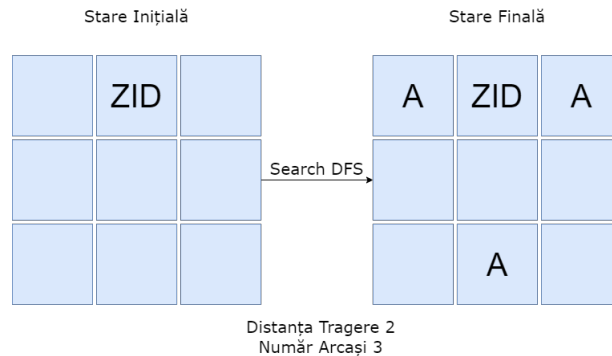 Stare Inițială
Stare Finală
ZID
A ZID A
Search DFS
A
Distanța Tragere 2
Număr Arcași 3